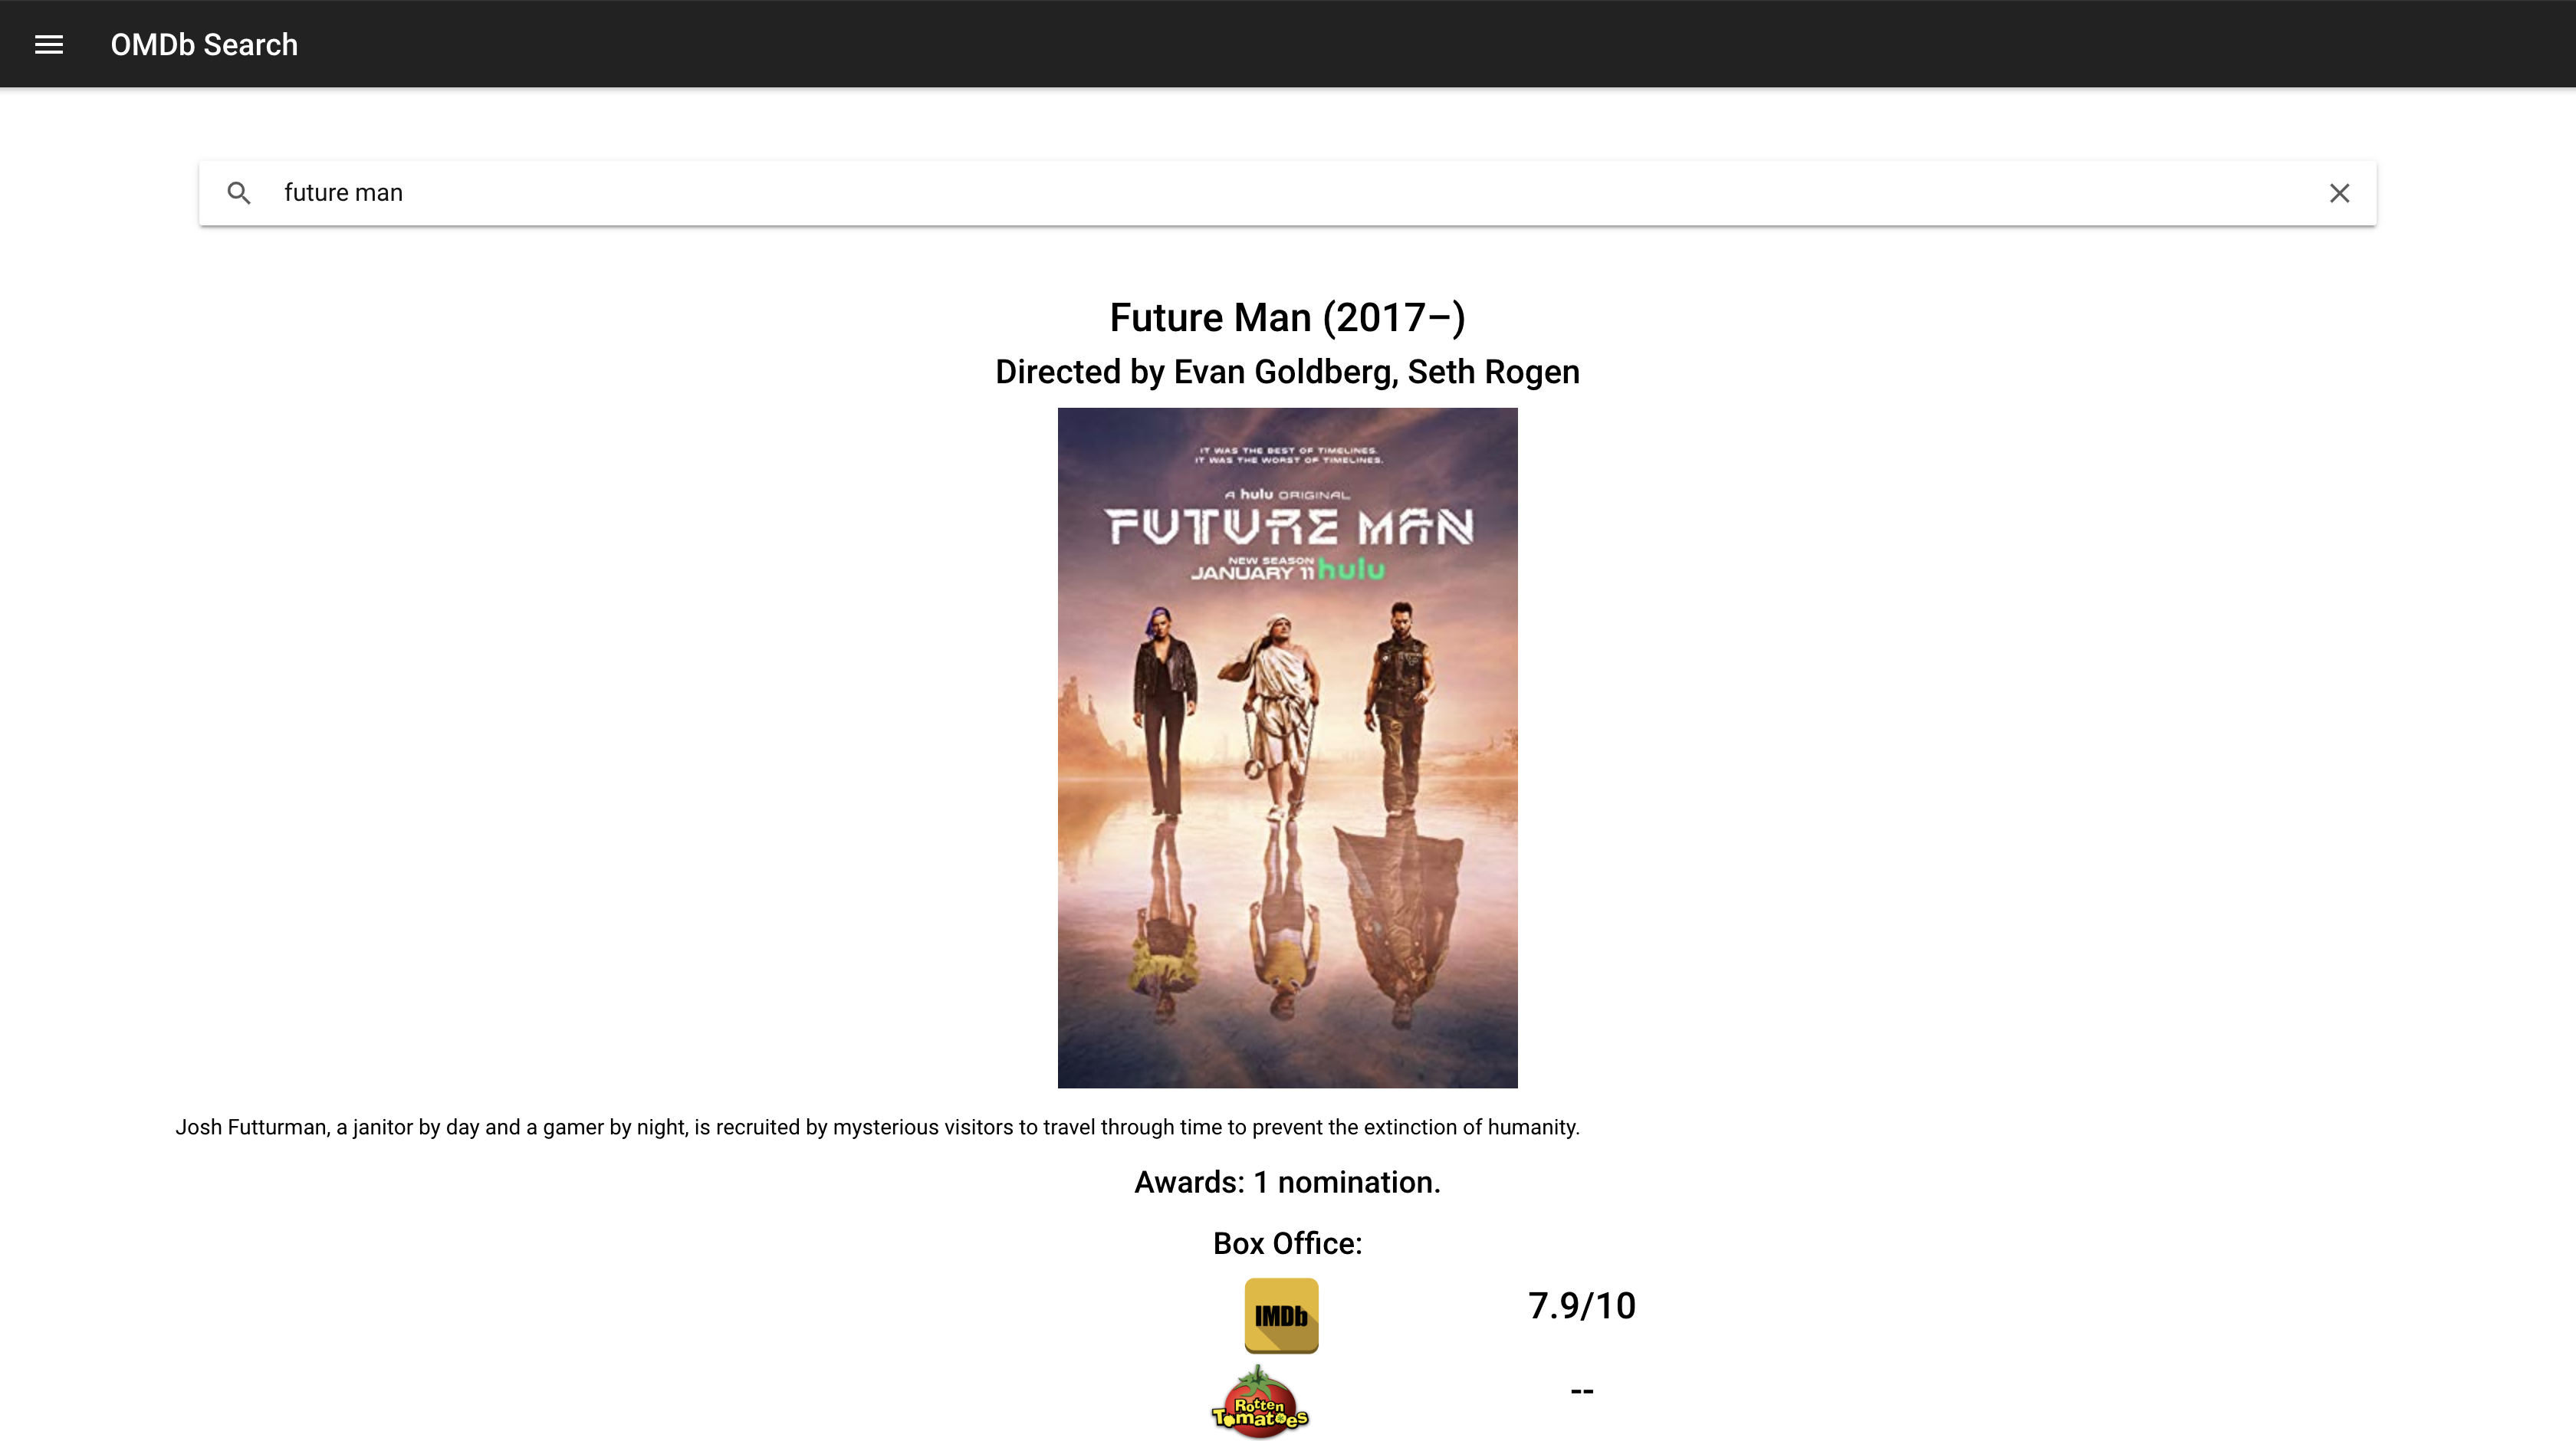 OMDb Search
future man
Future Man (2017–)
Directed by Evan Goldberg, Seth Rogen
IT WAS THE BEST OF TIMELINES.
IT WAS THE WORST OF TIMELINES.
A hulu ORIGINAL
FUTURE MAN
NEW SEASON
JANUARY 11 hulu
Josh Futturman, a janitor by day and a gamer by night, is recruited by mysterious visitors to travel through time to prevent the extinction of humanity.
Awards: 1 nomination.
Box Office:
IMDb 7.9/10
Rotten
Tomatoes --